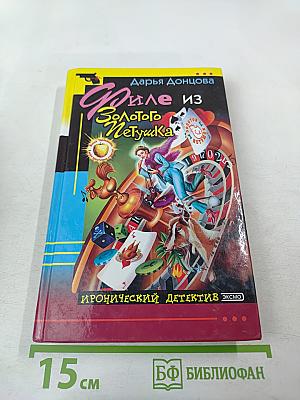 Дарья Донцова
Филе из
Золотого
Петушка
ИРОНИЧЕСКИЙ ДЕТЕКТИВ
ЭКСМО
15 см
БФ БИБЛИОФАН